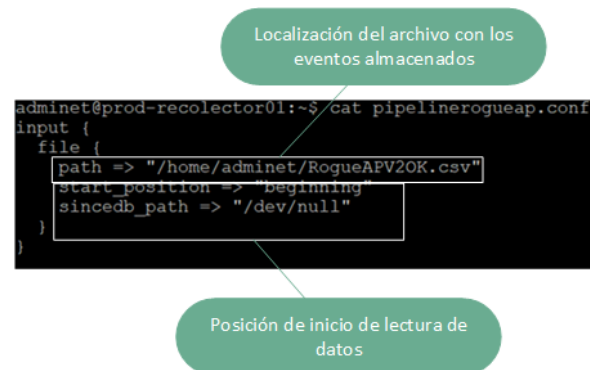 Localización del archivo con los
eventos almacenados
adminet@prod-recolector01:~$ cat pipelinerogueap.conf
input {
file {
path => "/home/adminet/RogueAPV2OK.csv"
start_position => "beginning"
sincedb_path => "/dev/null"
}
}
Posición de inicio de lectura de
datos